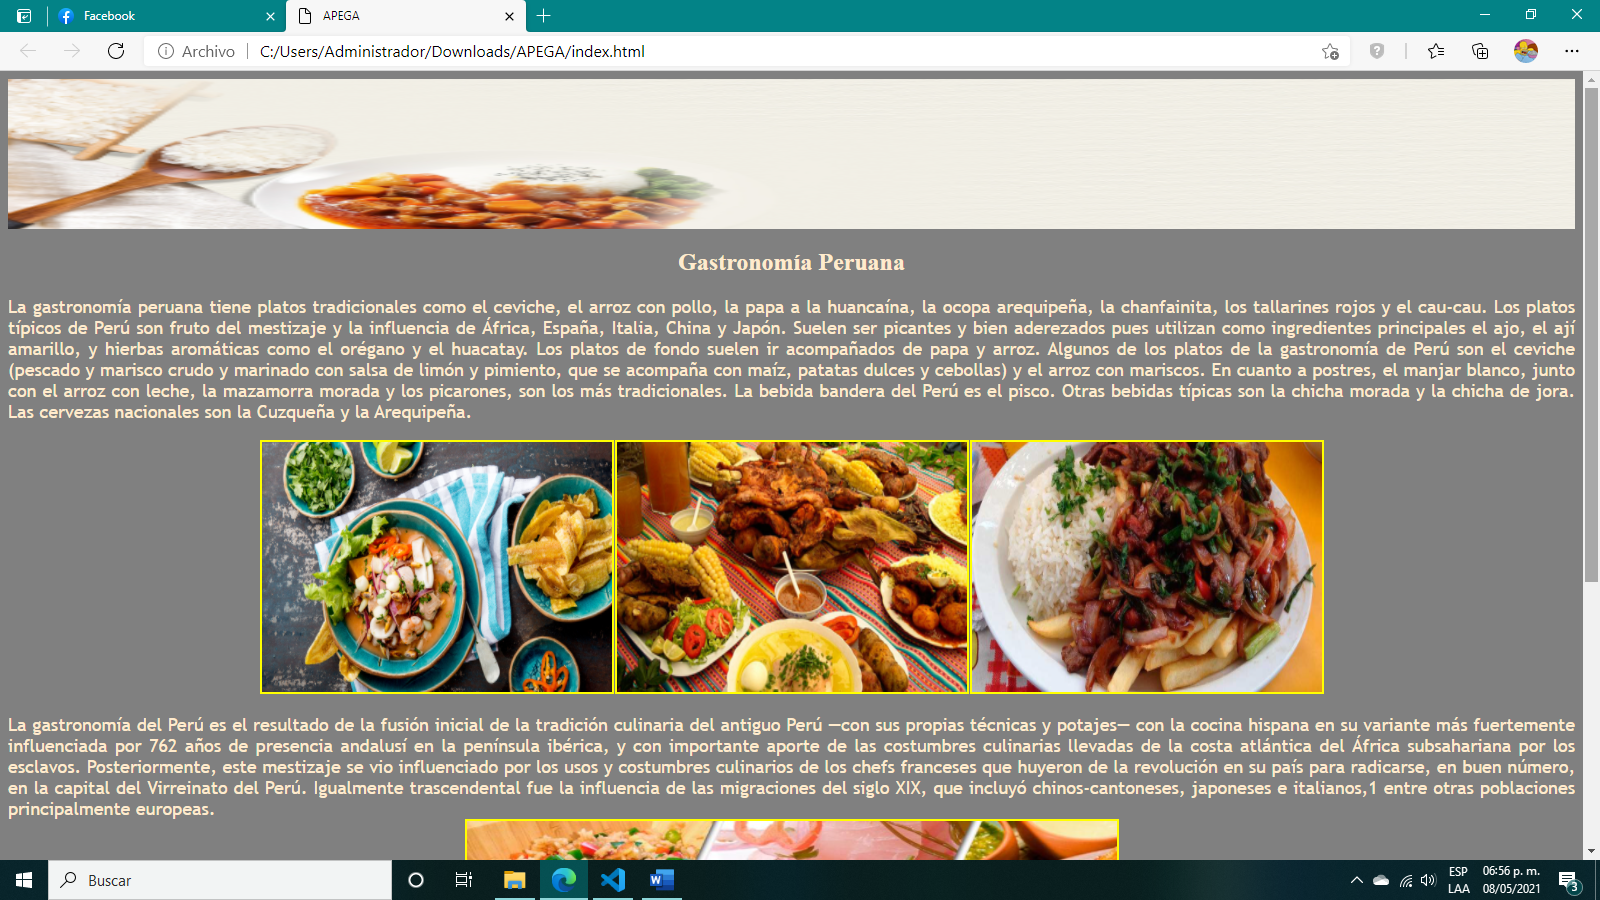 Facebook
APEGA
Archivo
C:/Users/Administrador/Downloads/APEGA/index.html
Gastronomía Peruana
La gastronomía peruana tiene platos tradicionales como el ceviche, el arroz con pollo, la papa a la huancaína, la ocopa arequipeña, la chanfainita, los tallarines rojos y el cau-cau. Los platos
típicos de Perú son fruto del mestizaje y la influencia de África, España, Italia, China y Japón. Suelen ser picantes y bien aderezados pues utilizan como ingredientes principales el ajo, el ají
amarillo, y hierbas aromáticas como el orégano y el huacatay. Los platos de fondo suelen ir acompañados de papa y arroz. Algunos de los platos de la gastronomía de Perú son el ceviche
(pescado y marisco crudo y marinado con salsa de limón y pimiento, que se acompaña con maíz, patatas dulces y cebollas) y el arroz con mariscos. En cuanto a postres, el manjar blanco, junto
con el arroz con leche, la mazamorra morada y los picarones, son los más tradicionales. La bebida bandera del Perú es el pisco. Otras bebidas típicas son la chicha morada y la chicha de jora.
Las cervezas nacionales son la Cuzqueña y la Arequipeña.
La gastronomía del Perú es el resultado de la fusión inicial de la tradición culinaria del antiguo Perú —con sus propias técnicas y potajes— con la cocina hispana en su variante más fuertemente
influenciada por 762 años de presencia andalusí en la península ibérica, y con importante aporte de las costumbres culinarias llevadas de la costa atlántica del África subsahariana por los
esclavos. Posteriormente, este mestizaje se vio influenciado por los usos y costumbres culinarios de los chefs franceses que huyeron de la revolución en su país para radicarse, en buen número,
en la capital del Virreinato del Perú. Igualmente trascendental fue la influencia de las migraciones del siglo XIX, que incluyó chinos-cantoneses, japoneses e italianos,1 entre otras poblaciones
principalmente europeas.
Buscar
ESP
LAA
06:56 p. m.
08/05/2021
3